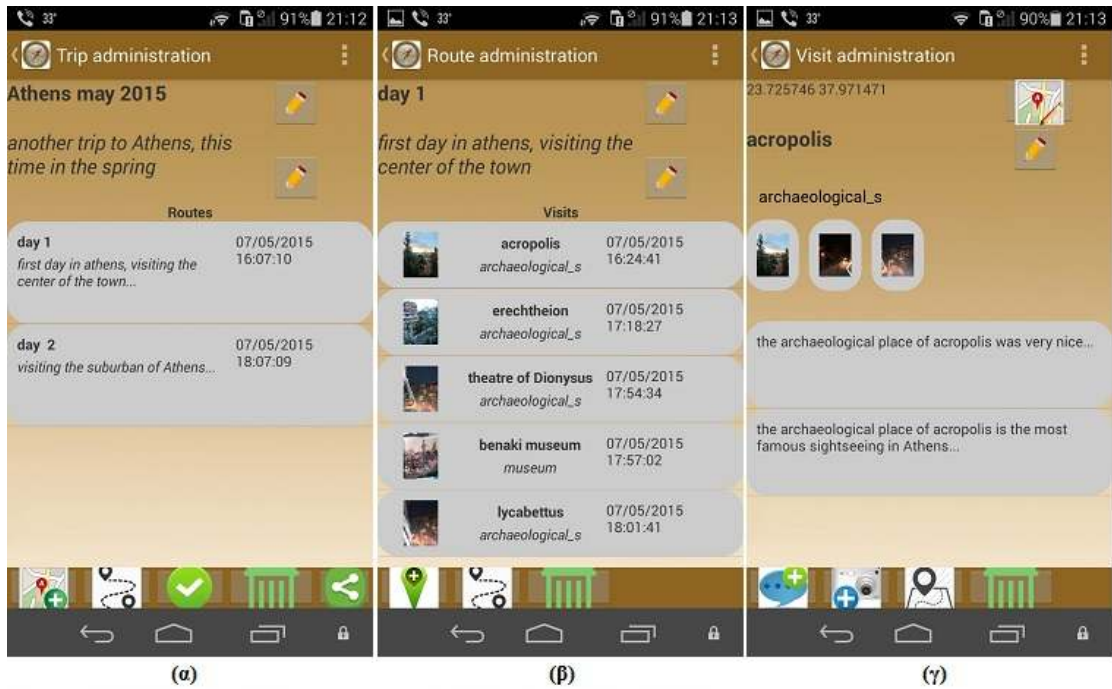 33°
91% 21:12
Trip administration
Athens may 2015
another trip to Athens, this
time in the spring
Routes
day 1
07/05/2015
16:07:10
first day in athens, visiting the
center of the town...
day 2
07/05/2015
18:07:09
visiting the suburban of Athens...
(α)
33°
91% 21:13
Route administration
day 1
first day in athens, visiting the
center of the town
Visits
acropolis
archaeological_s
07/05/2015
16:24:41
erechtheion
archaeological_s
07/05/2015
17:18:27
theatre of Dionysus
archaeological_s
07/05/2015
17:54:34
benaki museum
museum
07/05/2015
17:57:02
lycabettus
archaeological_s
07/05/2015
18:01:41
(β)
33°
90% 21:13
Visit administration
23.725746 37.971471
acropolis
archaeological_s
the archaeological place of acropolis was very nice...
the archaeological place of acropolis is the most
famous sightseeing in Athens...
(γ)